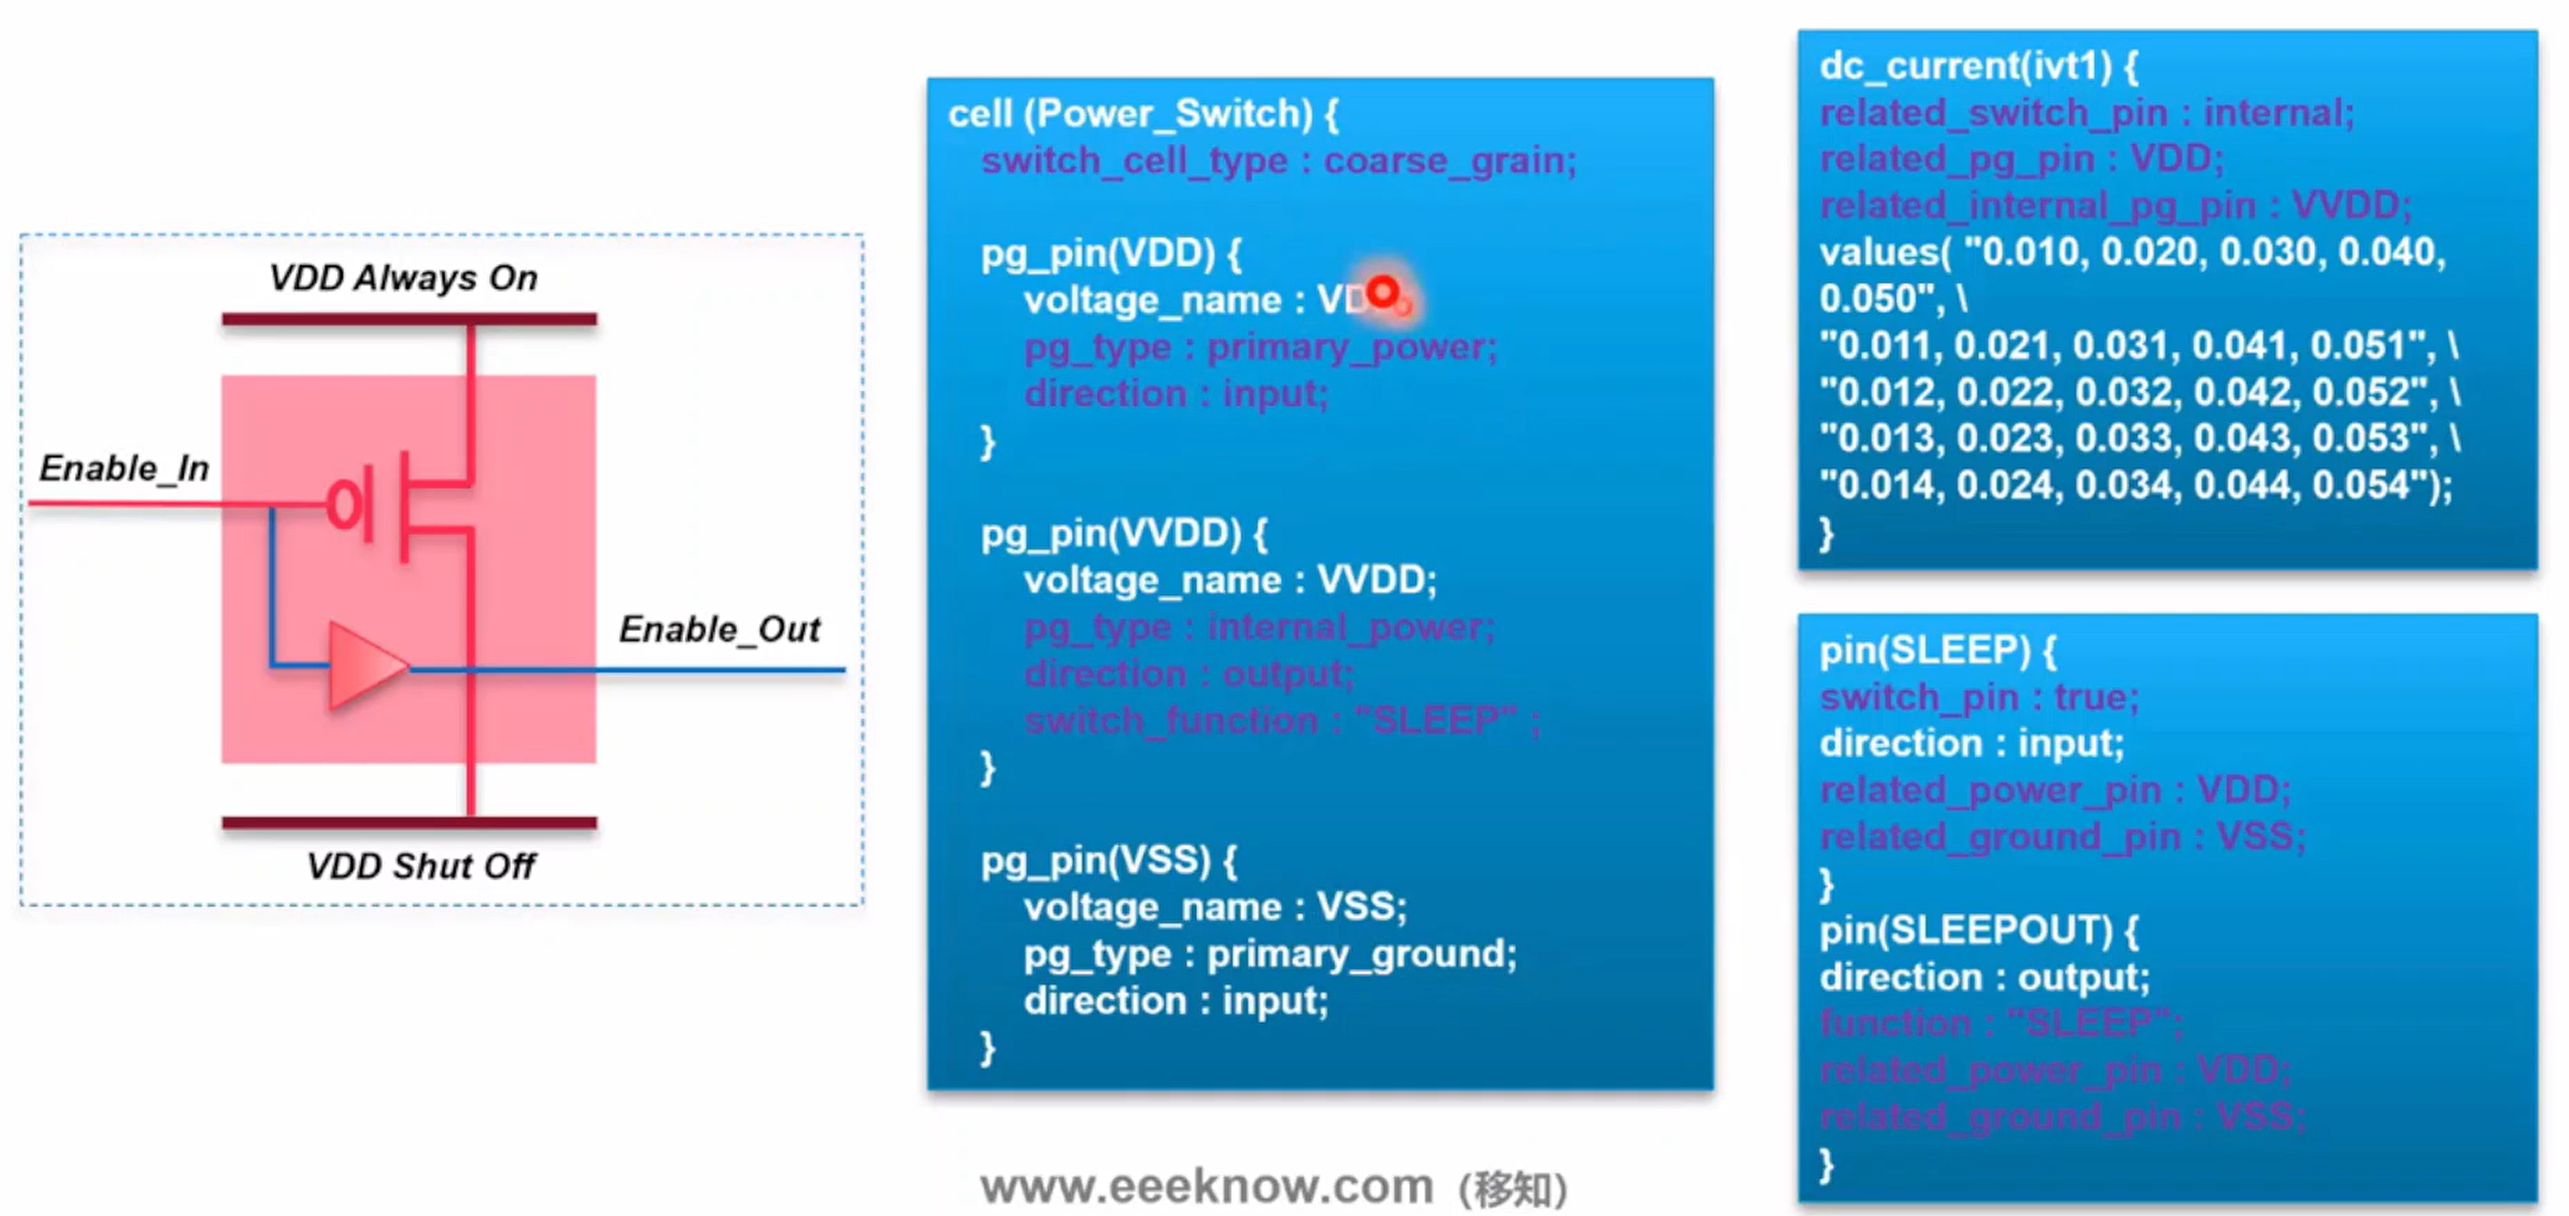 VDD Always On
Enable_In
Enable_Out
VDD Shut Off
cell (Power_Switch) {
switch_cell_type : coarse_grain;
pg_pin(VDD) {
voltage_name :
pg_type : primary_power;
direction : input;
}
pg_pin(VVDD) {
voltage_name : VVDD;
pg_type : internal_power;
direction : output;
switch_function : "SLEEP" ;
}
pg_pin(VSS) {
voltage_name : VSS;
pg_type : primary_ground;
direction : input;
}
dc_current(ivt1) {
related_switch_pin : internal;
related_pg_pin : VDD;
related_internal_pg_pin : VVDD;
values( "0.010, 0.020, 0.030, 0.040,
0.050", \
"0.011, 0.021, 0.031, 0.041, 0.051", \
"0.012, 0.022, 0.032, 0.042, 0.052", \
"0.013, 0.023, 0.033, 0.043, 0.053", \
"0.014, 0.024, 0.034, 0.044, 0.054");
}
pin(SLEEP) {
switch_pin : true;
direction : input;
related_power_pin : VDD;
related_ground_pin : VSS;
}
pin(SLEEPOUT) {
direction : output;
function : "SLEEP";
related_power_pin : VDD;
related_ground_pin : VSS;
}
www.eeeknow.com (移知)